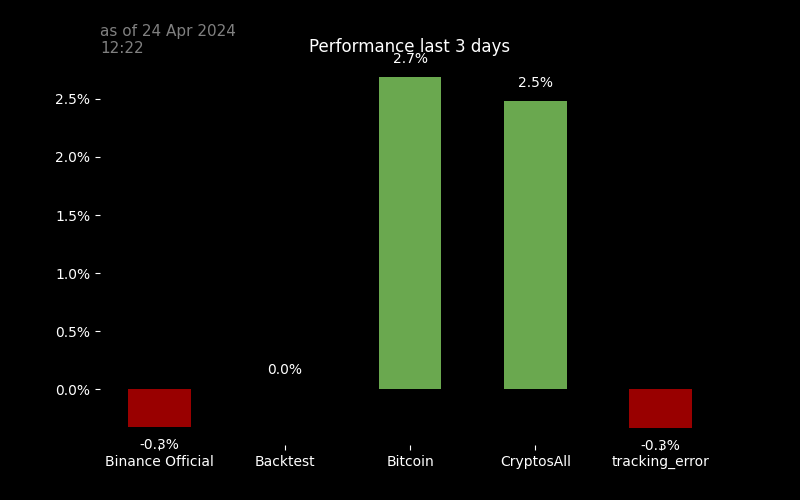 as of 24 Apr 2024
12:22
Performance last 3 days
2.7%
2.5%
2.5%
2.0%
1.5%
1.0%
0.5%
0.0%
0.0%
-0.3%
-0.3%
Binance Official
Backtest
Bitcoin
CryptosAll
tracking_error